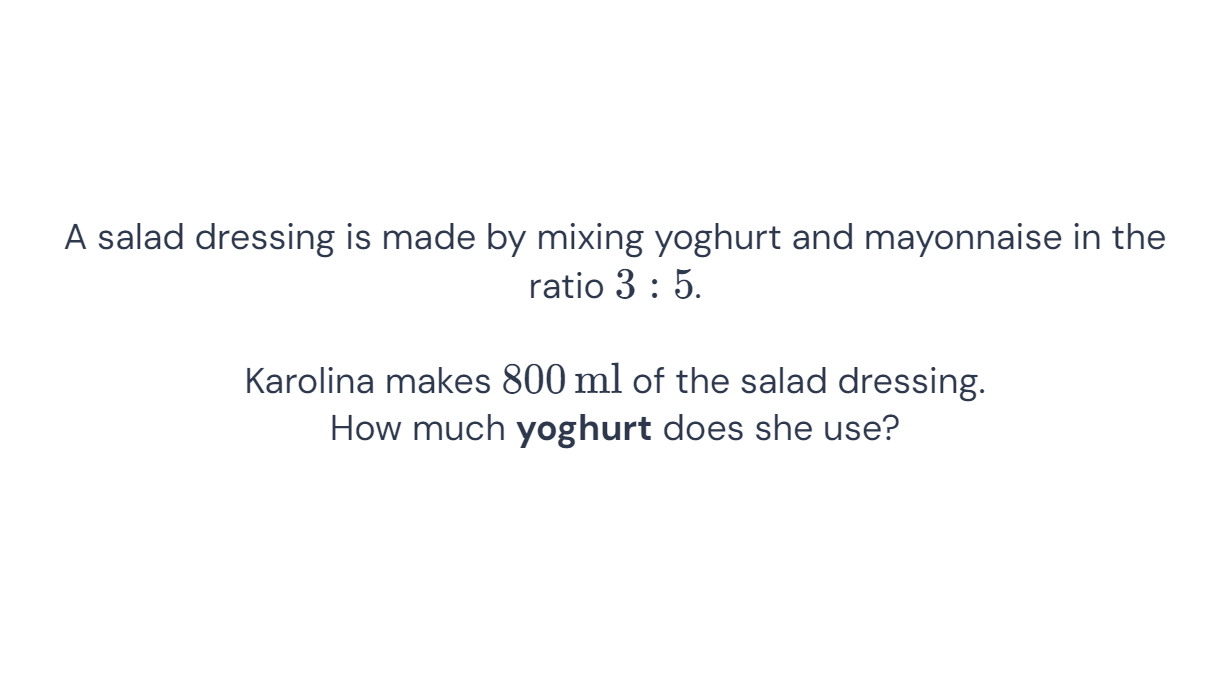 A salad dressing is made by mixing yoghurt and mayonnaise in the
ratio 3 : 5.
Karolina makes 800 ml of the salad dressing.
How much yoghurt does she use?